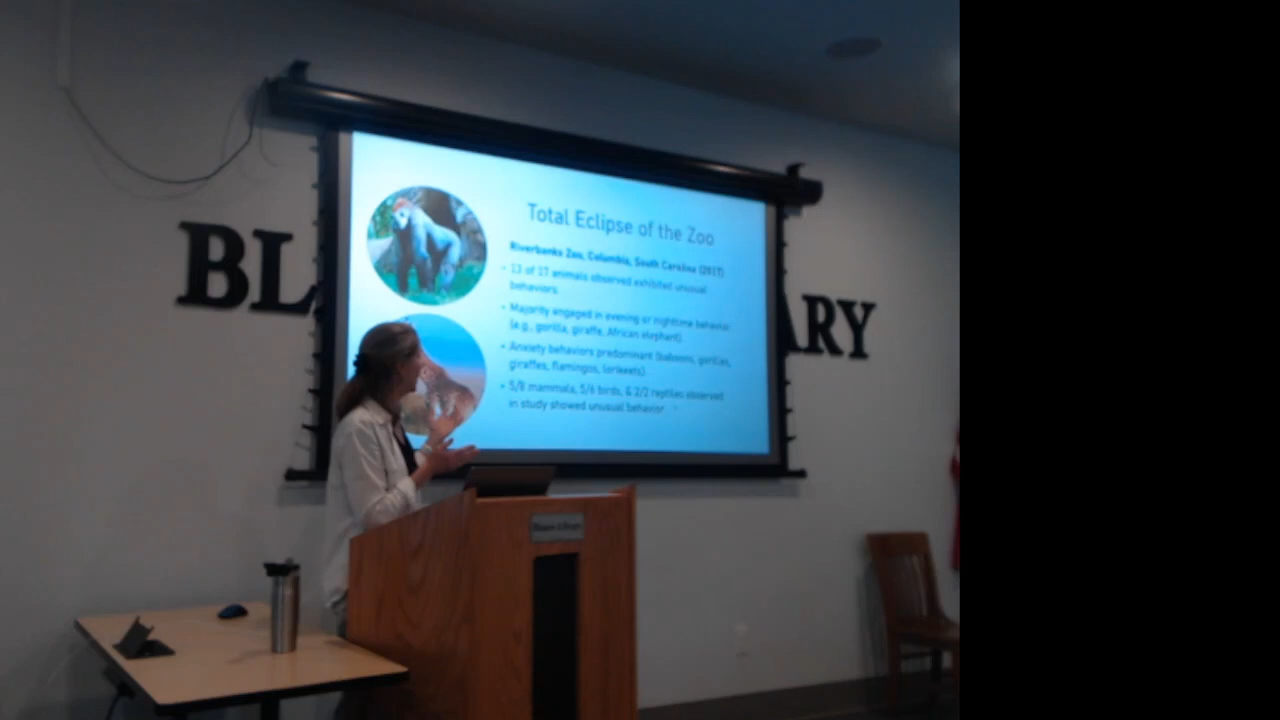 BL
ARY
Total Eclipse of the Zoo
Riverbanks Zoo, Columbia, South Carolina (2017)
• 13 of 17 animals observed exhibited unusual
behaviors.
• Majority engaged in evening or nighttime behavior
(e.g., gorilla, giraffe, African elephant).
• Anxiety behaviors predominant (baboons, gorillas,
giraffes, flamingos, lorikeets).
• 5/8 mammals, 5/6 birds, & 2/2 reptiles observed
in study showed unusual behavior